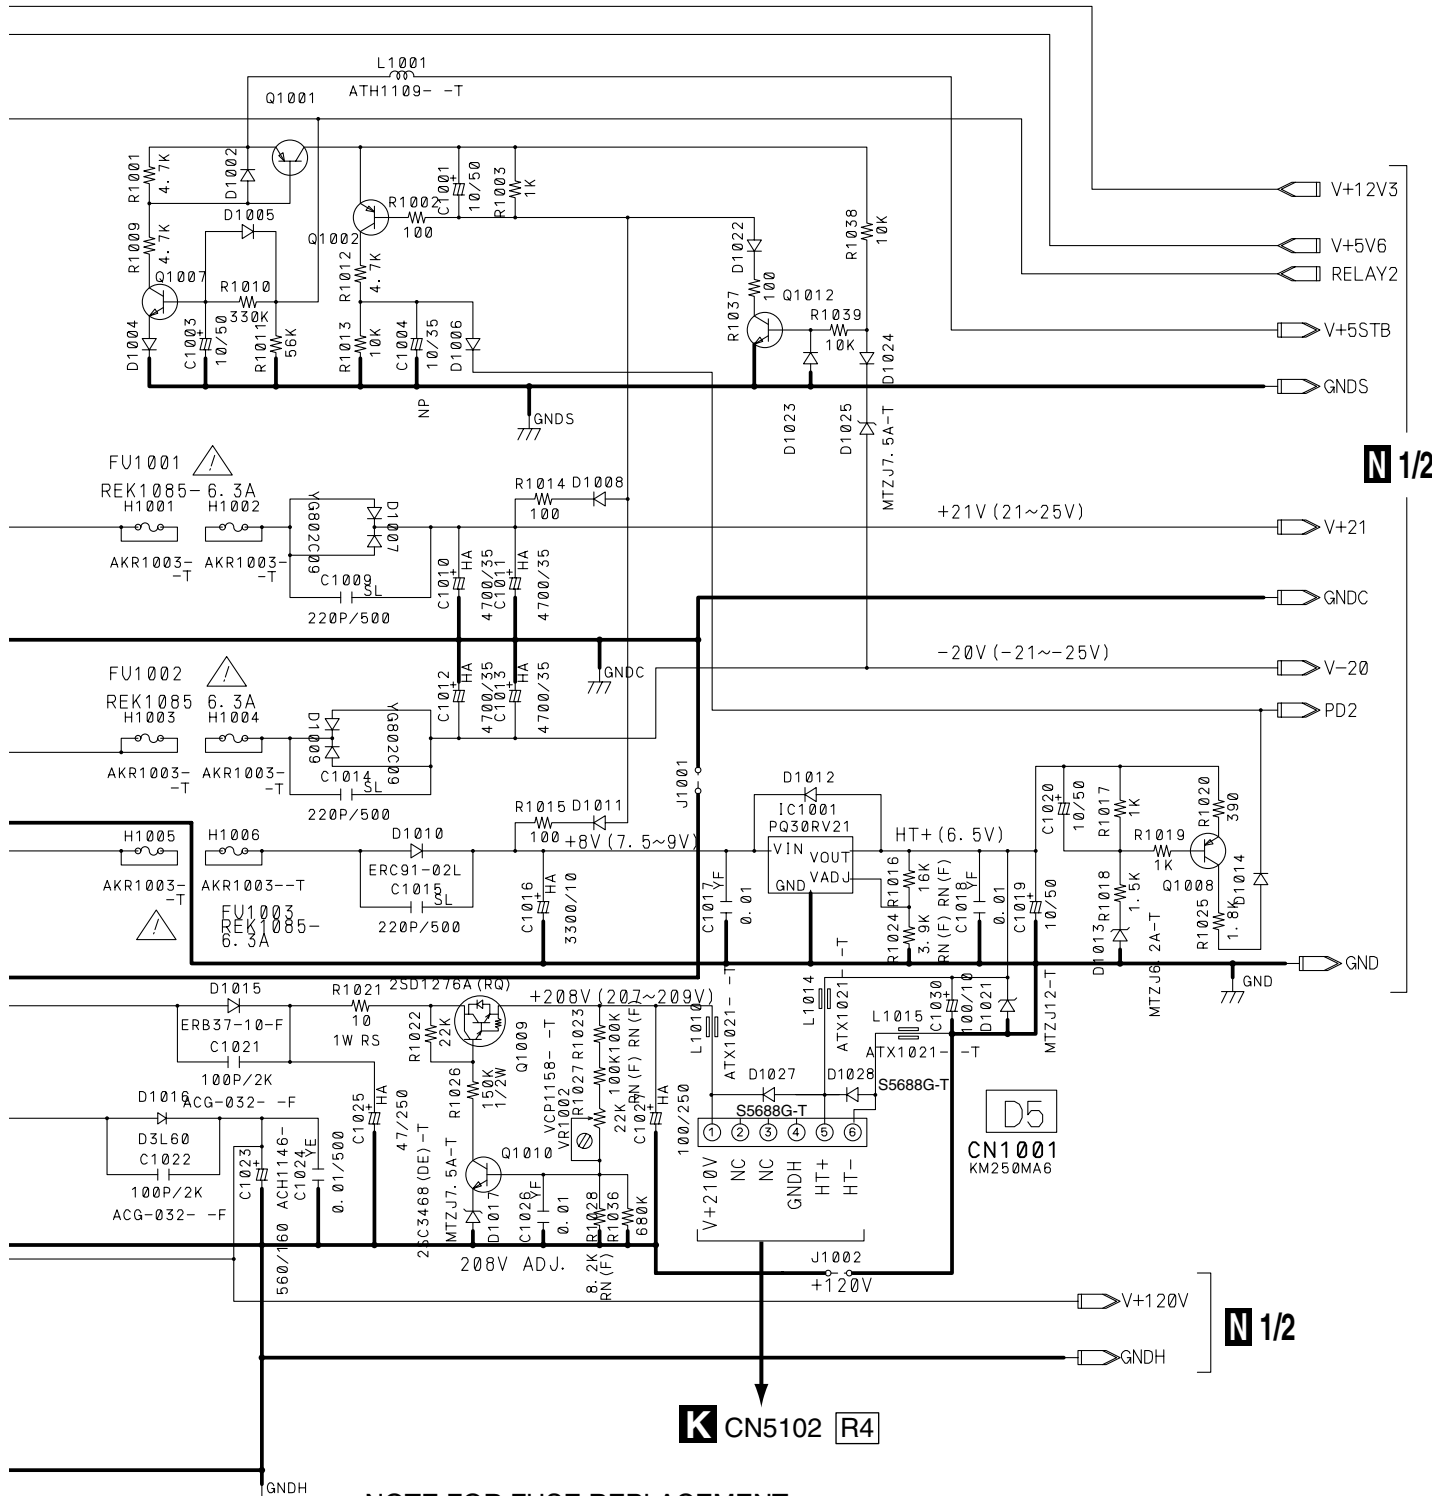 L1001
ATH1109- -T
Q1001
R1001
4.7K
D1002
D1005
R1009
4.7K
Q1007
R1010
330K
D1004
C1003
10/50
R1011
56K
Q1002
R1002
100
C1001
10/50
R1003
1K
R1012
4.7K
R1013
10K
C1004
10/35
NP
D1006
GNDS
D1022
R1037
100
Q1012
R1038
10K
R1039
10K
D1024
D1023
D1025
MTZJ7.5A-T
V+12V3
V+5V6
RELAY2
V+5STB
GNDS
N 1/2
FU1001
REK1085-6.3A
H1001
H1002
AKR1003-
-T
AKR1003-
-T
YG802C09
D1007
C1009
SL
220P/500
R1014
100
D1008
C1010
HA
4700/35
C1011
HA
4700/35
+21V(21~25V)
V+21
GNDC
GNDC
FU1002
REK1085 6.3A
H1003
H1004
AKR1003-
-T
AKR1003-
-T
D1009
YG802C09
C1014
SL
220P/500
C1012
HA
4700/35
C1013
HA
4700/35
-20V(-21~-25V)
V-20
PD2
J1001
H1005
H1006
AKR1003-
-T
AKR1003--T
FU1003
REK1085-
6.3A
D1010
ERC91-02L
C1015
SL
220P/500
R1015
100
D1011
+8V(7.5~9V)
C1016
HA
3300/10
D1012
IC1001
PQ30RV21
VIN
VOUT
VADJ
GND
C1017
YF
0.01
HT+(6.5V)
R1016
16K
RN(F)
R1024
3.9K
RN(F)
C1018
YF
0.01
C1019
10/50
C1020
10/50
R1017
1K
R1018
1.5K
D1013
MTZJ6.2A-T
R1019
1K
R1020
390
Q1008
R1025
1.8K
D1014
GND
GND
D1015
ERB37-10-F
C1021
100P/2K
ACG-032- -F
R1021
10
1W RS
2SD1276A(RQ)
Q1009
R1022
22K
R1026
150K
1/2W
+208V(207~209V)
R1023
100K
RN(F)
R1027
100K
RN(F)
VCP1158- -T
VR1002
22K
C1027
HA
100/250
D1016
D3L60
C1022
100P/2K
ACG-032- -F
C1023
560/160
ACH1146-
C1024
YE
0.01/500
C1025
HA
47/250
2SC3468(DE)-T
Q1010
MTZJ7.5A-T
D1017
C1026
YF
0.01
R1028
8.2K
RN(F)
R1036
680K
208V ADJ.
L1010
ATX1021- -T
L1014
ATX1021- -T
L1015
ATX1021- -T
C1030
100/10
D1021
MTZJ12-T
D1027
S5688G-T
D1028
S5688G-T
1 2 3 4 5 6
V+210V
NC
NC
GNDH
HT+
HT-
D5
CN1001
KM250MA6
J1002
+120V
V+120V
GNDH
N 1/2
K CN5102 R4
GNDH
NOTE FOR FUSE REPLACEMENT